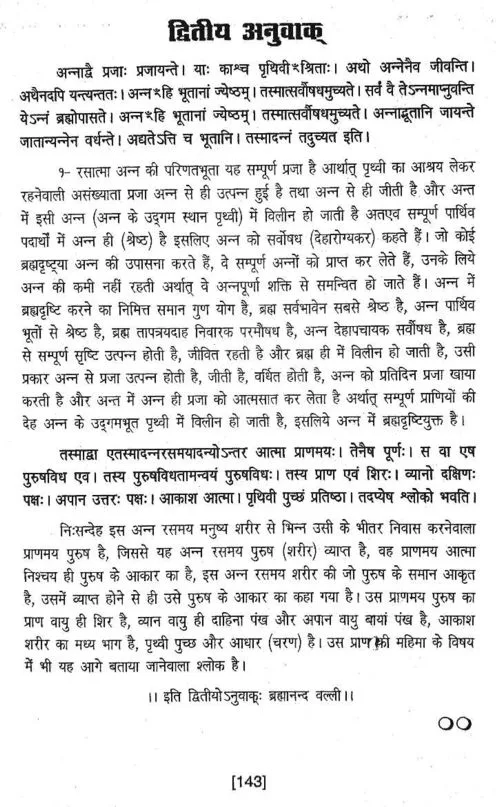 द्वितीय अनुवाक्
अन्नाद्वै प्रजाः प्रजायन्ते। याः काश्च पृथिवी᳭श्रिताः। अथो अन्नेनैव जीवन्ति।
अथैनदपि यन्त्यन्ततः। अन्न᳭हि भूतानां ज्येष्ठम्। तस्मात्सर्वौषधमुच्यते। सर्वं वै तेऽन्नमाप्नुवन्ति
येऽन्नं ब्रह्मोपासते। अन्न᳭हि भूतानां ज्येष्ठम्। तस्मात्सर्वौषधमुच्यते। अन्नाद्भूतानि जायन्ते
जातान्यन्नेन वर्धन्ते। अद्यतेऽत्ति च भूतानि। तस्मादन्नं तदुच्यत इति।
१- रसात्मा अन्न की परिणतभूता यह सम्पूर्ण प्रजा है आर्थात् पृथ्वी का आश्रय लेकर
रहनेवाली असंख्याता प्रजा अन्न से ही उत्पन्न हुई है तथा अन्न से ही जीती है और अन्त
में इसी अन्न (अन्न के उद्गम स्थान पृथ्वी) में विलीन हो जाती है अतएव सम्पूर्ण पार्थिव
पदार्थों में अन्न ही (श्रेष्ठ) है इसलिए अन्न को सर्वोषध (देहारोग्यकर) कहते हैं। जो कोई
ब्रह्मदृष्ट्या अन्न की उपासना करते हैं, वे सम्पूर्ण अन्नों को प्राप्त कर लेते हैं, उनके लिये
अन्न की कमी नहीं रहती अर्थात् वे अन्नपूर्णा शक्ति से समन्वित हो जाते हैं। अन्न में
ब्रह्मदृष्टि करने का निमित्त समान गुण योग है, ब्रह्म सर्वभावेन सबसे श्रेष्ठ है, अन्न पार्थिव
भूतों से श्रेष्ठ है, ब्रह्म तापत्रयदाह निवारक परमौषध है, अन्न देहापचायक सर्वौषध है, ब्रह्म
से सम्पूर्ण सृष्टि उत्पन्न होती है, जीवित रहती है और ब्रह्म ही में विलीन हो जाती है, उसी
प्रकार अन्न से प्रजा उत्पन्न होती है, जीती है, वर्धित होती है, अन्न को प्रतिदिन प्रजा खाया
करती है और अन्त में अन्न ही प्रजा को आत्मसात कर लेता है अर्थात् सम्पूर्ण प्राणियों की
देह अन्न के उद्गमभूत पृथ्वी में विलीन हो जाती है, इसलिये अन्न में ब्रह्मदृष्टियुक्त है।
तस्माद्वा एतस्मादन्नरसमयादन्योऽन्तर आत्मा प्राणमयः। तेनैष पूर्णः। स वा एष
पुरुषविध एव। तस्य पुरुषविधतामन्वयं पुरुषविधः। तस्य प्राण एवं शिरः। व्यानो दक्षिणः
पक्षः। अपान उत्तरः पक्षः। आकाश आत्मा। पृथिवी पुच्छं प्रतिष्ठा। तदप्येष श्लोको भवति।
निःसन्देह इस अन्न रसमय मनुष्य शरीर से भिन्न उसी के भीतर निवास करनेवाला
प्राणमय पुरुष है, जिससे यह अन्न रसमय पुरुष (शरीर) व्याप्त है, वह प्राणमय आत्मा
निश्चय ही पुरुष के आकार का है, इस अन्न रसमय शरीर की जो पुरुष के समान आकृत
है, उसमें व्याप्त होने से ही उसे पुरुष के आकार का कहा गया है। उस प्राणमय पुरुष का
प्राण वायु ही शिर है, व्यान वायु ही दाहिना पंख और अपान वायु बायां पंख है, आकाश
शरीर का मध्य भाग है, पृथ्वी पुच्छ और आधार (चरण) है। उस प्राण की महिमा के विषय
में भी यह आगे बताया जानेवाला श्लोक है।
।। इति द्वितीयोऽनुवाक्ः ब्रह्मानन्द वल्ली।।
[143]